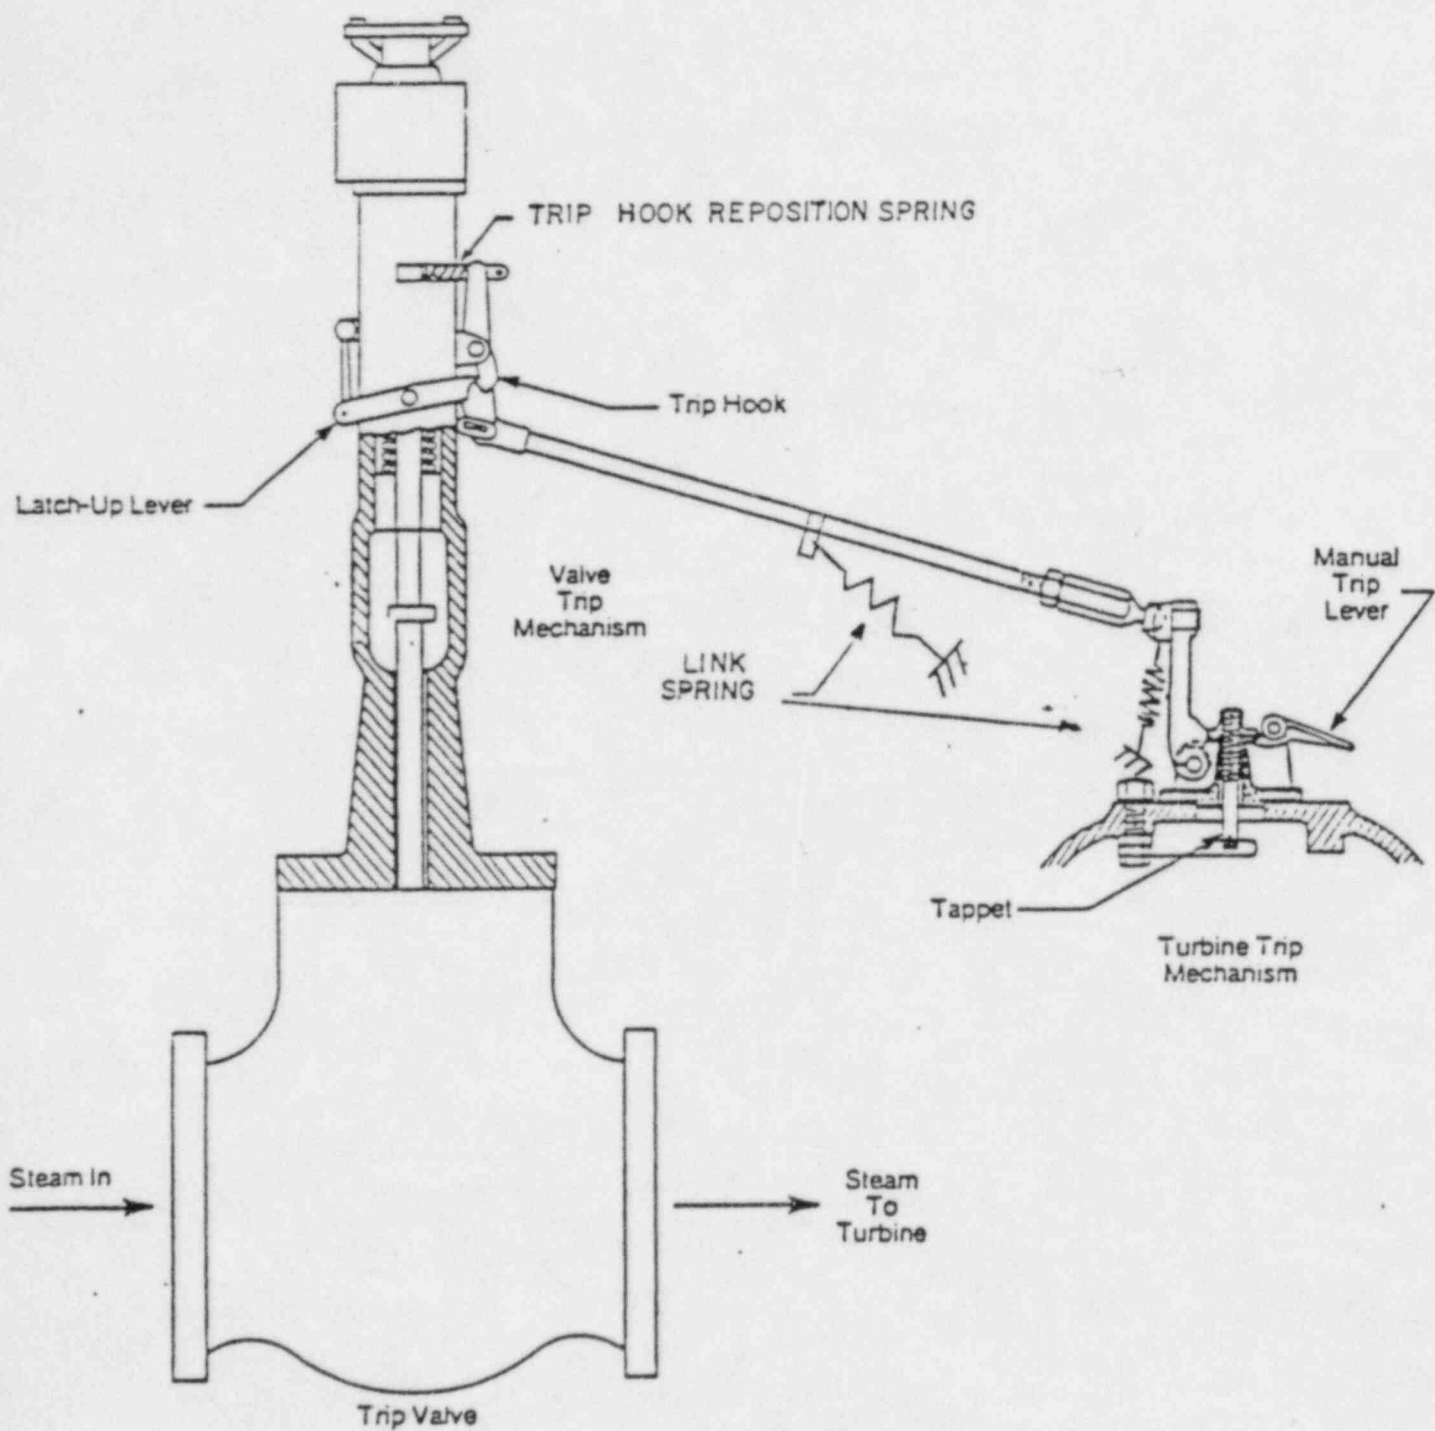 TRIP HOOK REPOSITION SPRING
Trip Hook
Latch-Up Lever
Valve
Trip
Mechanism
LINK
SPRING
Manual
Trip
Lever
Tappet
Turbine Trip
Mechanism
Steam In
Steam
To
Turbine
Trip Valve